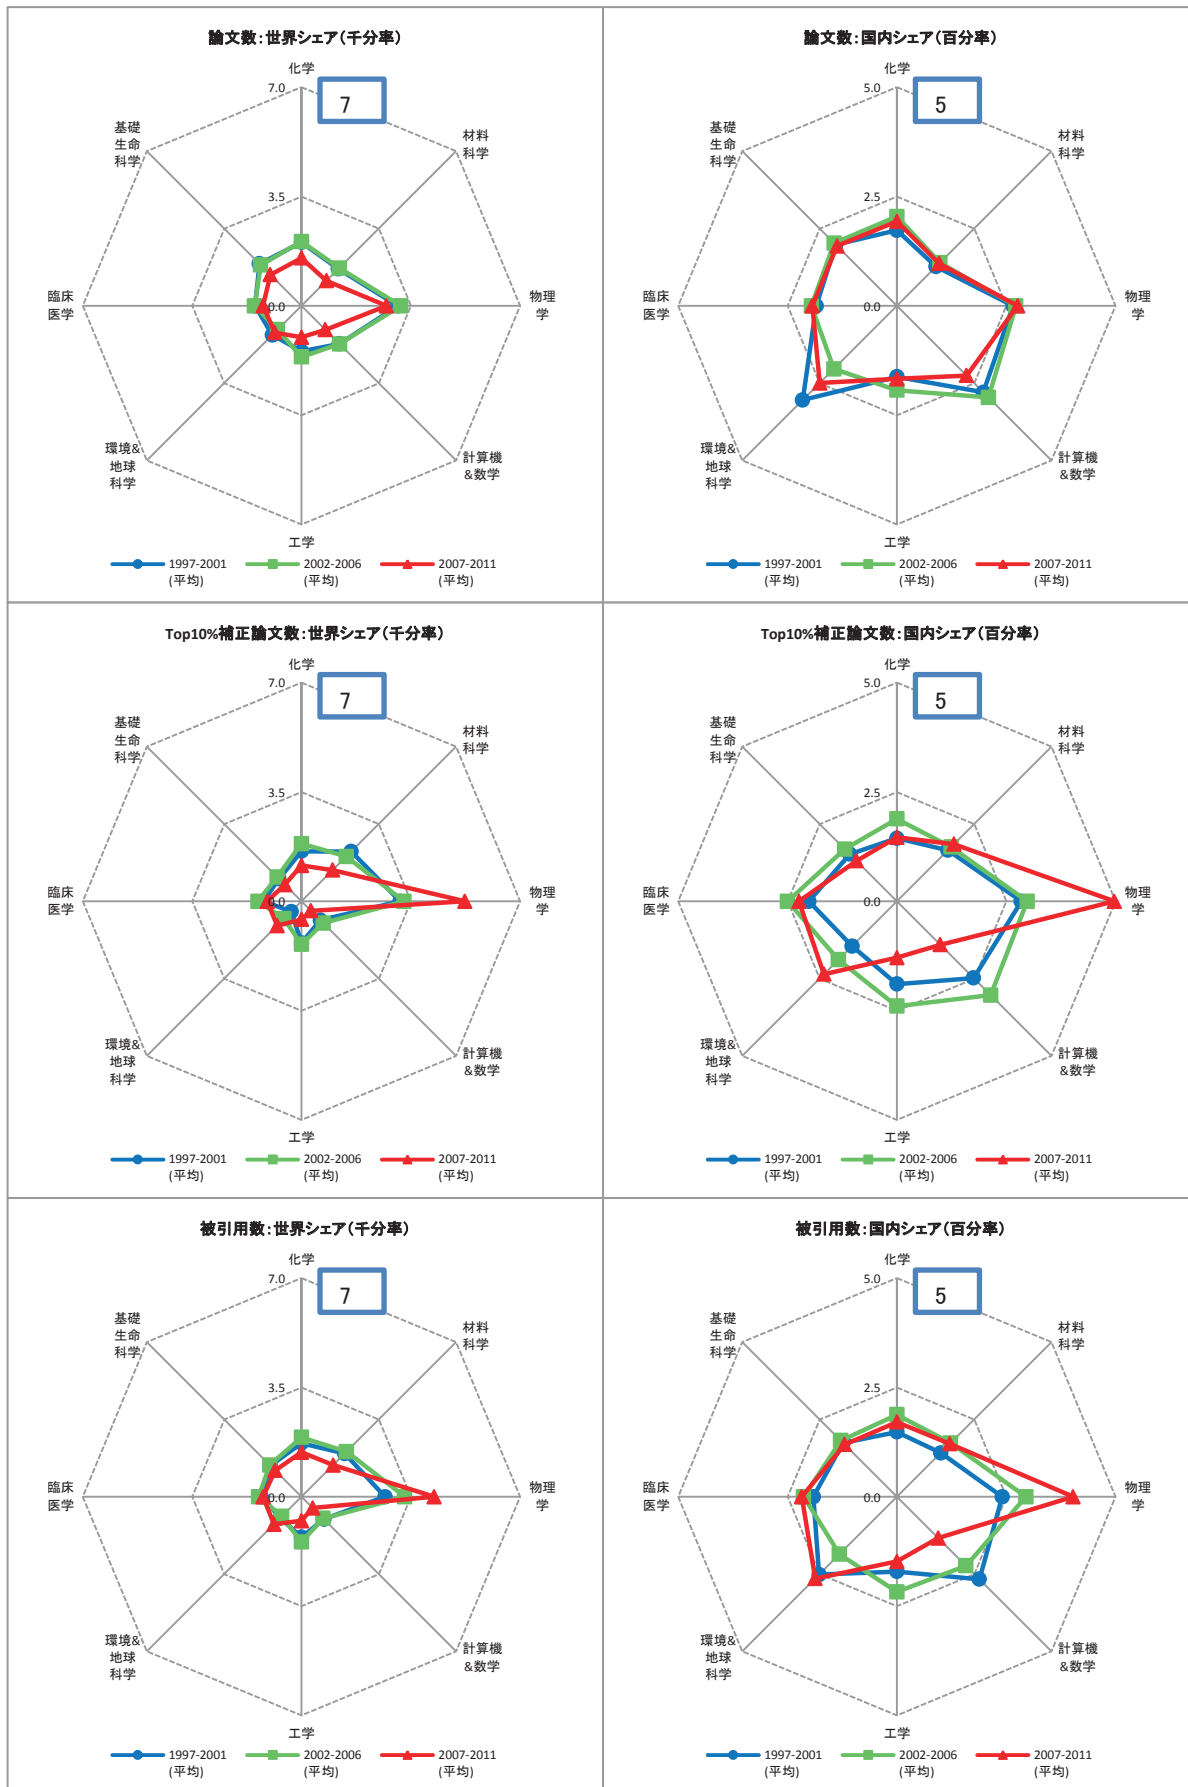 論文数：世界シェア（千分率）
化学
7.0
7
基礎
生命
科学
材料
科学
3.5
臨床
医学
0.0
物理
学
環境&
地球
科学
計算機
&数学
工学
1997-2001
(平均)
2002-2006
(平均)
2007-2011
(平均)
論文数：国内シェア（百分率）
化学
5.0
5
基礎
生命
科学
材料
科学
2.5
臨床
医学
0.0
物理
学
環境&
地球
科学
計算機
&数学
工学
1997-2001
(平均)
2002-2006
(平均)
2007-2011
(平均)
Top10%補正論文数：世界シェア（千分率）
化学
7.0
7
基礎
生命
科学
材料
科学
3.5
臨床
医学
0.0
物理
学
環境&
地球
科学
計算機
&数学
工学
1997-2001
(平均)
2002-2006
(平均)
2007-2011
(平均)
Top10%補正論文数：国内シェア（百分率）
化学
5.0
5
基礎
生命
科学
材料
科学
2.5
臨床
医学
0.0
物理
学
環境&
地球
科学
計算機
&数学
工学
1997-2001
(平均)
2002-2006
(平均)
2007-2011
(平均)
被引用数：世界シェア（千分率）
化学
7.0
7
基礎
生命
科学
材料
科学
3.5
臨床
医学
0.0
物理
学
環境&
地球
科学
計算機
&数学
工学
1997-2001
(平均)
2002-2006
(平均)
2007-2011
(平均)
被引用数：国内シェア（百分率）
化学
5.0
5
基礎
生命
科学
材料
科学
2.5
臨床
医学
0.0
物理
学
環境&
地球
科学
計算機
&数学
工学
1997-2001
(平均)
2002-2006
(平均)
2007-2011
(平均)